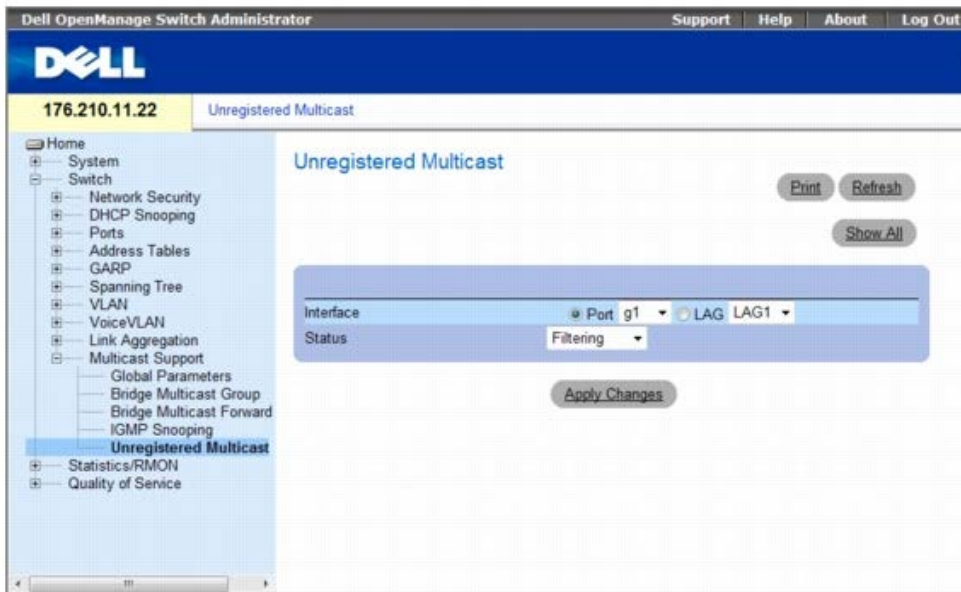 Dell OpenManage Switch Administrator Support Help About Log Out
DELL
176.210.11.22 Unregistered Multicast
Home
System
Switch
Network Security
DHCP Snooping
Ports
Address Tables
GARP
Spanning Tree
VLAN
VoiceVLAN
Link Aggregation
Multicast Support
Global Parameters
Bridge Multicast Group
Bridge Multicast Forward
IGMP Snooping
Unregistered Multicast
Statistics/RMON
Quality of Service
Unregistered Multicast
Print Refresh
Show All
Interface Port g1 LAG LAG1
Status Filtering
Apply Changes